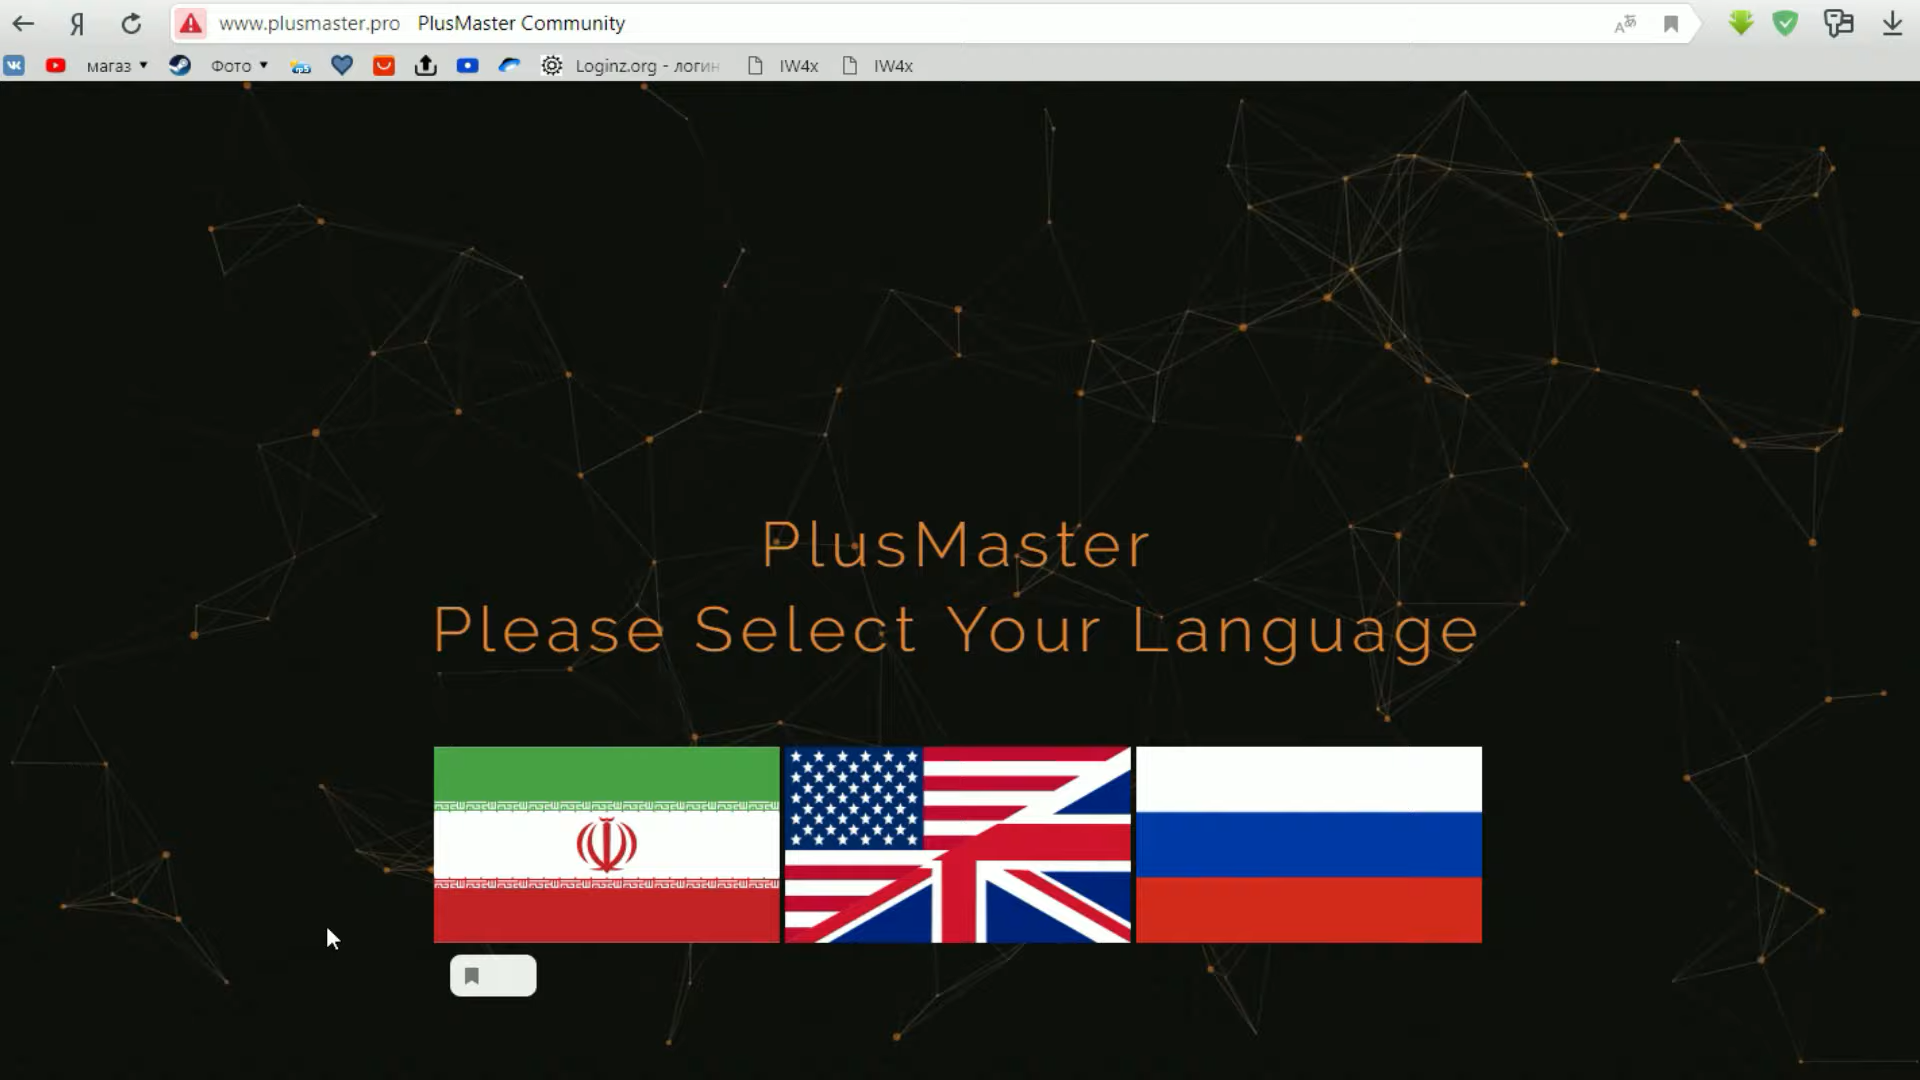 Я www.plusmaster.pro PlusMaster Community
магаз Фото Loginz.org - логин IW4x IW4x
PlusMaster
Please Select Your Language